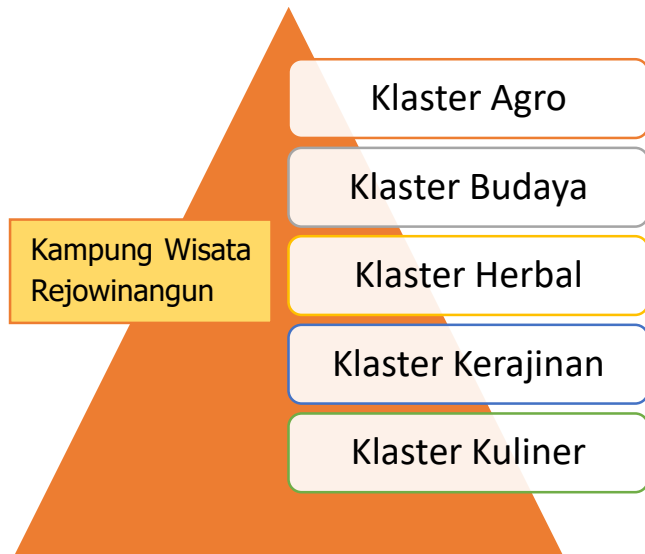 Klaster Agro
Klaster Budaya
Kampung Wisata
Rejowinangun
Klaster Herbal
Klaster Kerajinan
Klaster Kuliner